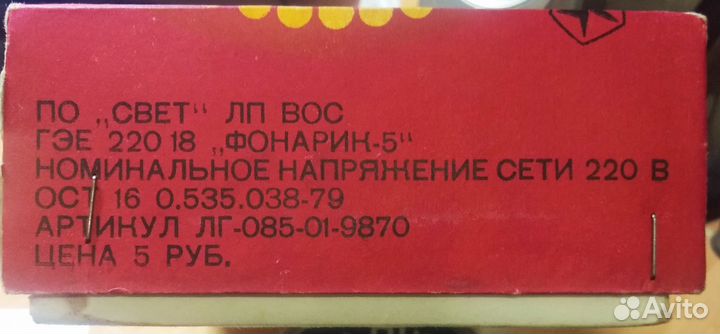 ПО „СВЕТ" ЛП ВОС
ГЭЕ 220 18 „ФОНАРИК-5"
НОМИНАЛЬНОЕ НАПРЯЖЕНИЕ СЕТИ 220 В
ОСТ 16 0.535.038-79
АРТИКУЛ ЛГ-085-01-9870
ЦЕНА 5 РУБ.
Avito